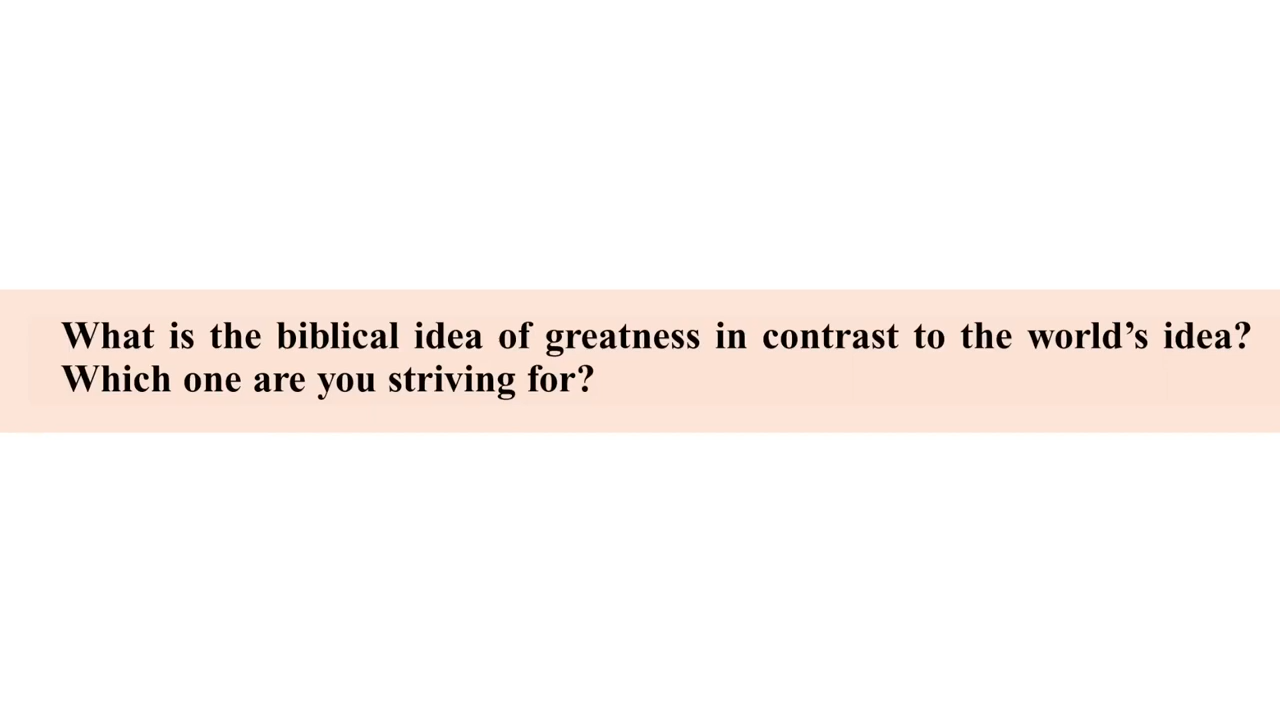 What is the biblical idea of greatness in contrast to the world’s idea?
Which one are you striving for?